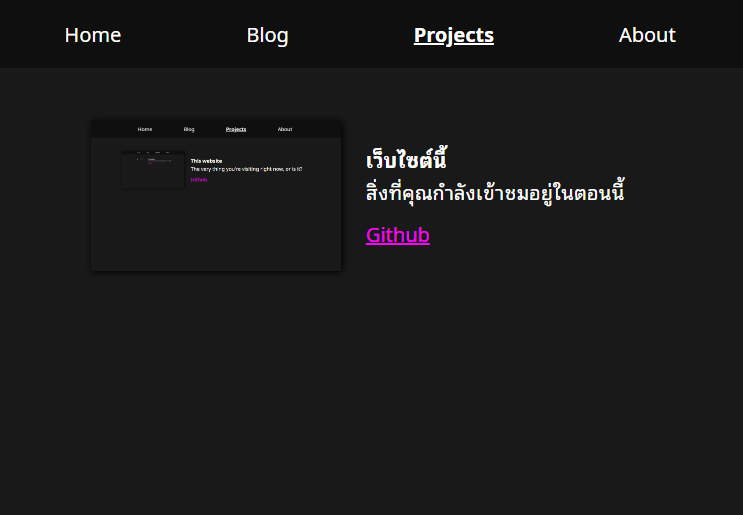 Home Blog Projects About
Home Blog Projects About
This website
The very thing you're visiting right now, or is it?
Github
เว็บไซต์นี้
สิ่งที่คุณกำลังเข้าชมอยู่ในตอนนี้
Github